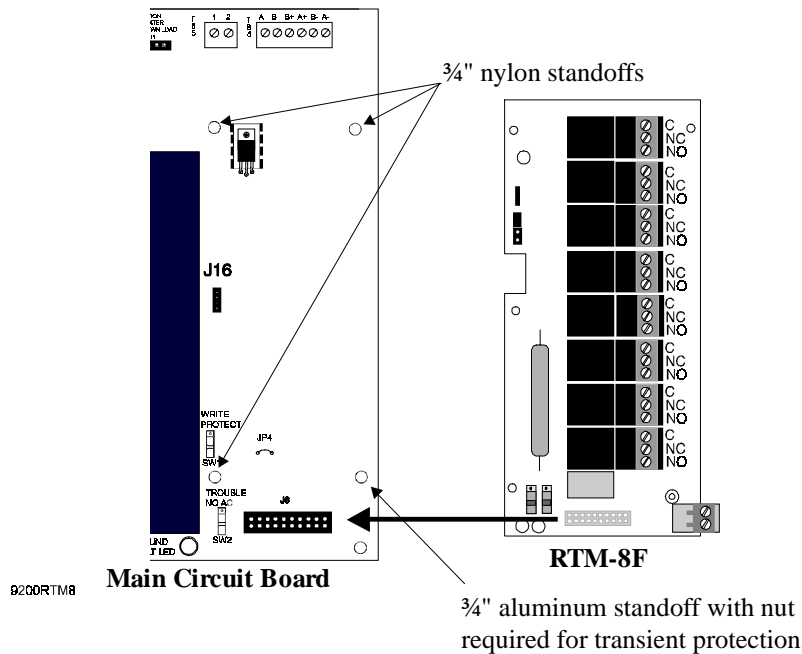 1 2
A B B+ A+ B- A-
¾" nylon standoffs
C
NC
NO
C
NC
NO
C
NC
NO
C
NC
NO
J16
C
NC
NO
C
NC
NO
C
NC
NO
C
NC
NO
WRITE
PROTECT
JP4
TROUBLE
NO AC
J6
SW2
T LED
RTM-8F
Main Circuit Board
9200RTM8
¾" aluminum standoff with nut
required for transient protection